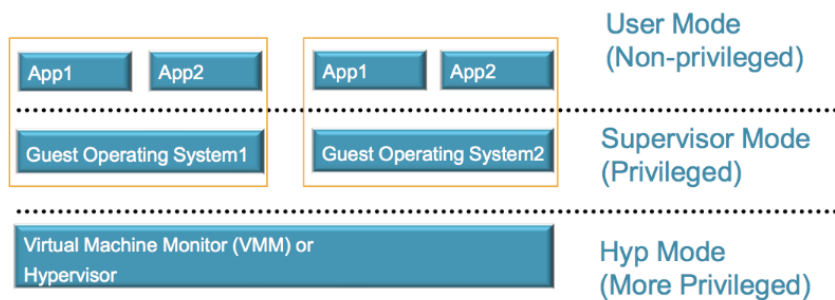 User Mode
(Non-privileged)
App1
App2
App1
App2
Guest Operating System1
Guest Operating System2
Supervisor Mode
(Privileged)
Virtual Machine Monitor (VMM) or
Hypervisor
Hyp Mode
(More Privileged)